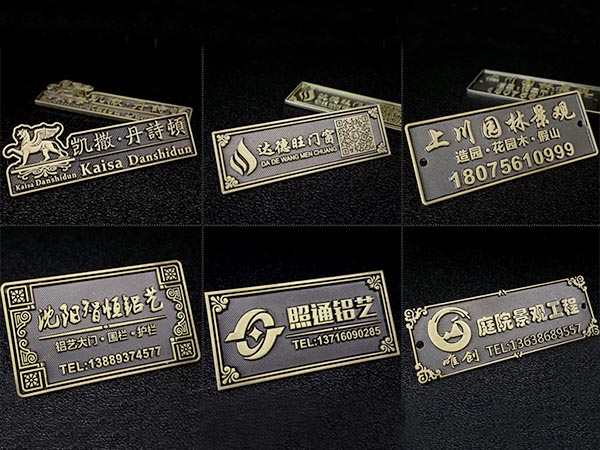 凯撒·丹詩頓
Kaisa Danshidun
Kaisa Danshidun
达德旺门窗
DA DE WANG MEN CHUANG
上川园林景观
造园·花园木·假山
18075610999
沈阳智恒铝艺
铝艺大门·围栏·护栏
TEL:13889374577
照通铝艺
TEL:13716090285
庭院景观工程
唯创
TEL:13638689557